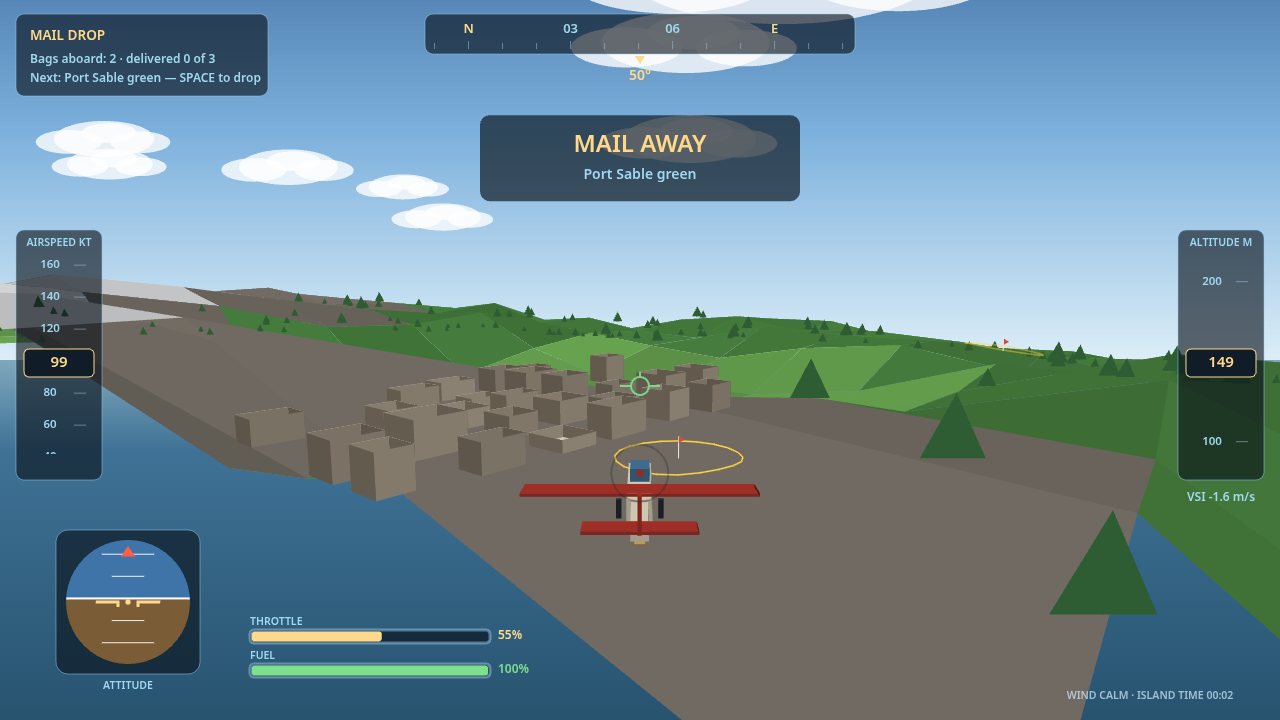 MAIL DROP
Bags aboard: 2 · delivered 0 of 3
Next: Port Sable green — SPACE to drop
N 03 06 E
50°
MAIL AWAY
Port Sable green
AIRSPEED KT
160
140
120
99
80
60
ALTITUDE M
200
149
100
VSI -1.6 m/s
ATTITUDE
THROTTLE
55%
FUEL
100%
WIND CALM · ISLAND TIME 00:02